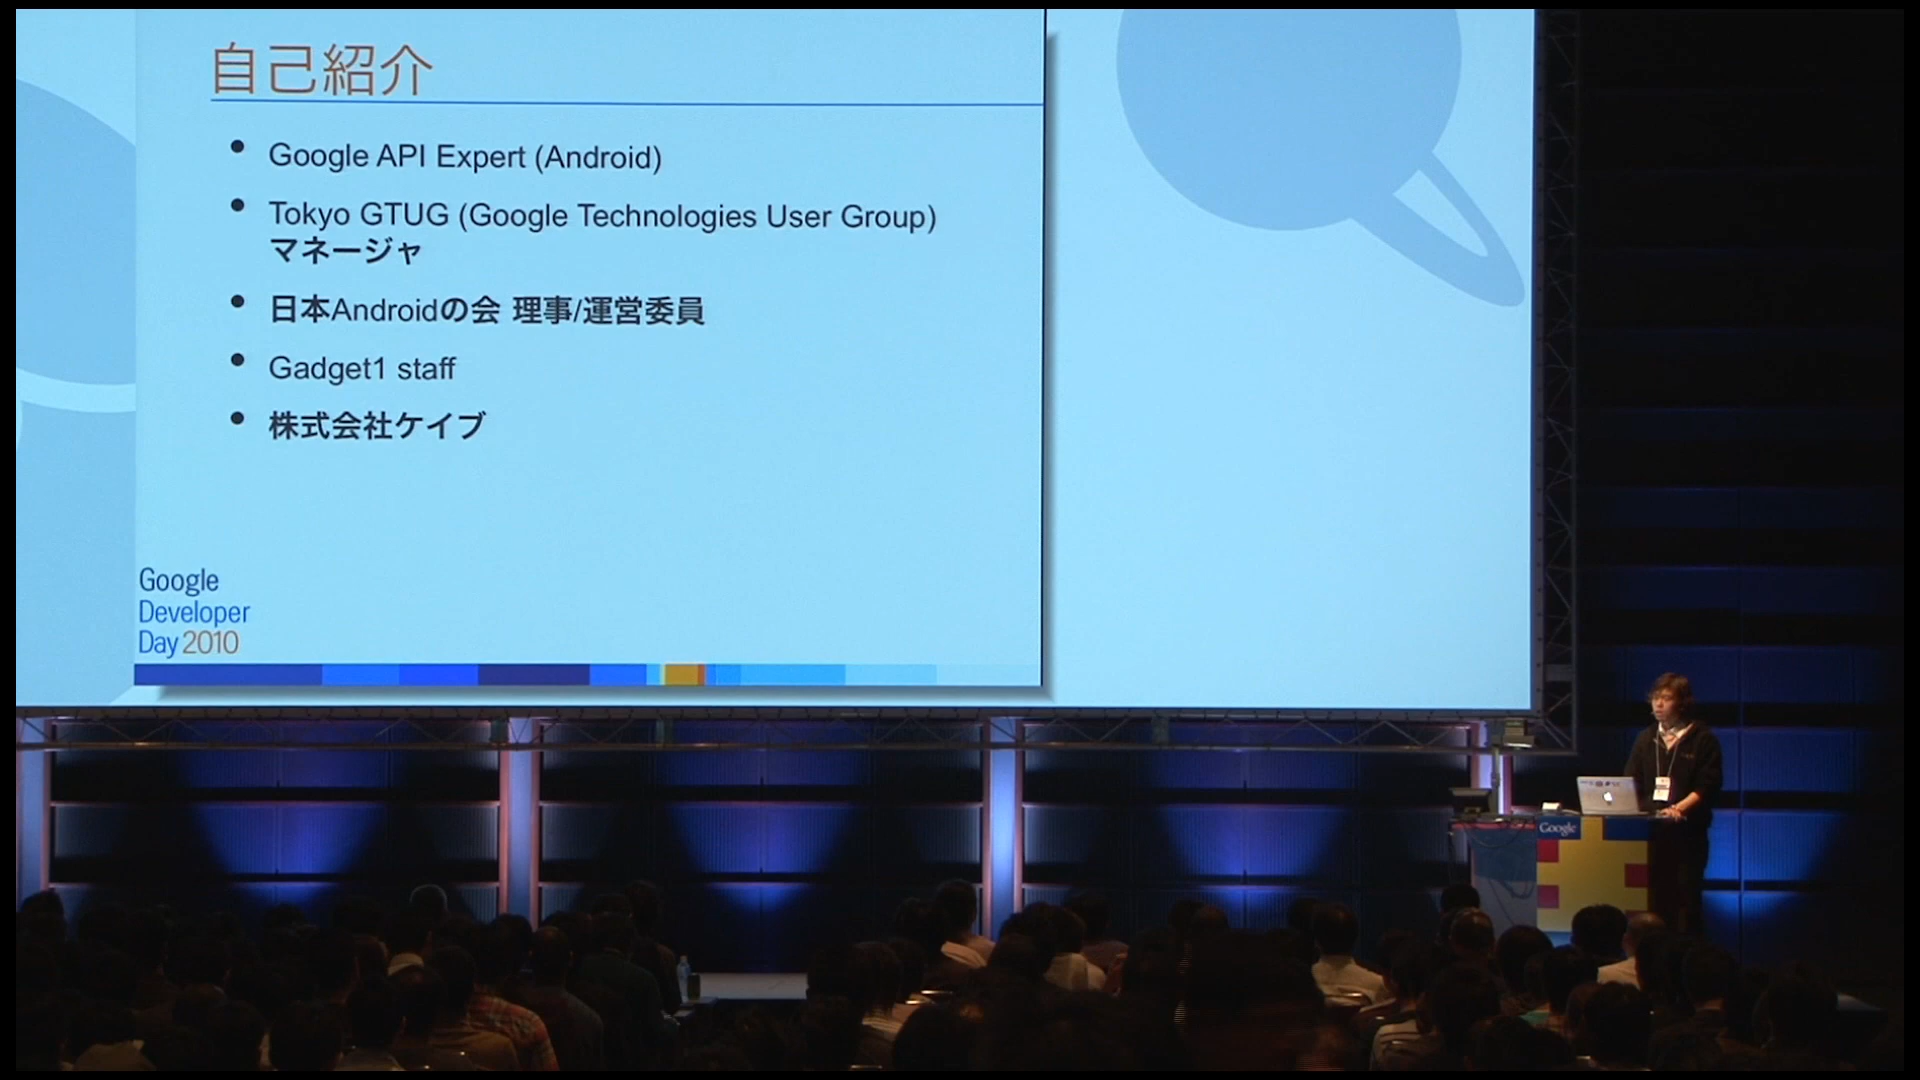 自己紹介
Google API Expert (Android)
Tokyo GTUG (Google Technologies User Group)
マネージャ
日本Androidの会 理事/運営委員
Gadget1 staff
株式会社ケイブ
Google
Developer
Day 2010
Google